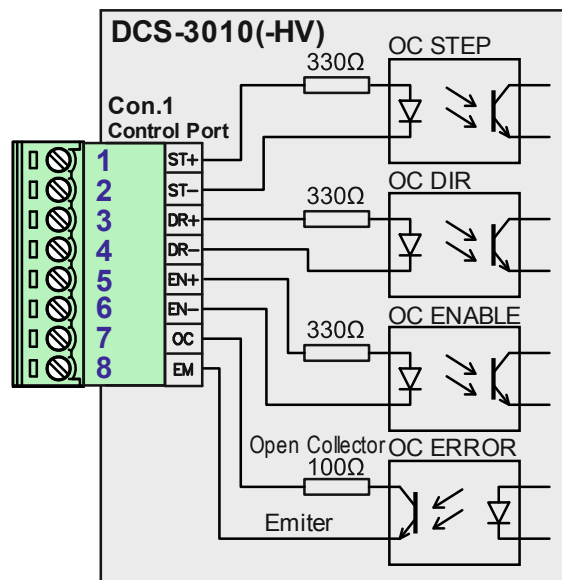 DCS-3010(-HV)
OC STEP
330Ω
Con.1
Control Port
1 ST+
2 ST–
3 DR+
4 DR–
5 EN+
6 EN–
7 OC
8 EM
OC DIR
330Ω
OC ENABLE
330Ω
Open Collector
100Ω
OC ERROR
Emiter